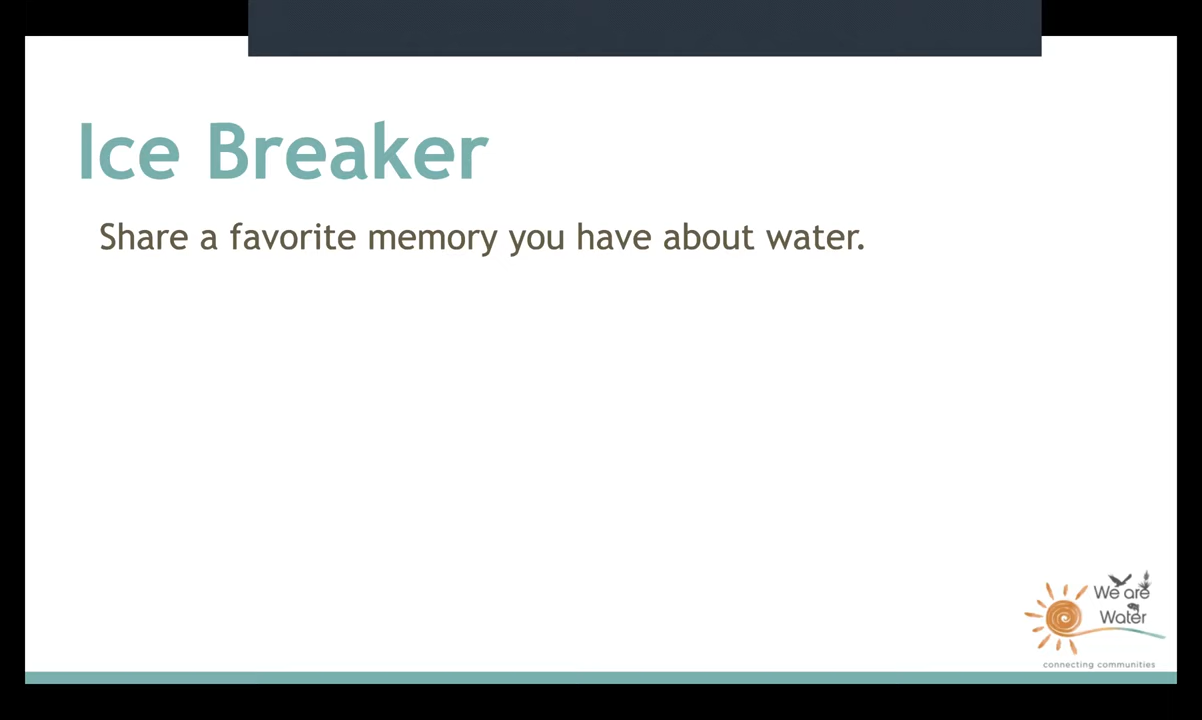 Ice Breaker
Share a favorite memory you have about water.
We are
Water
connecting communities